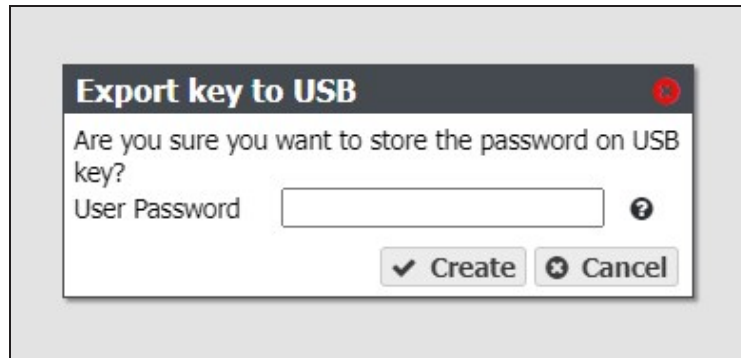 Export key to USB
Are you sure you want to store the password on USB
key?
User Password
Create Cancel